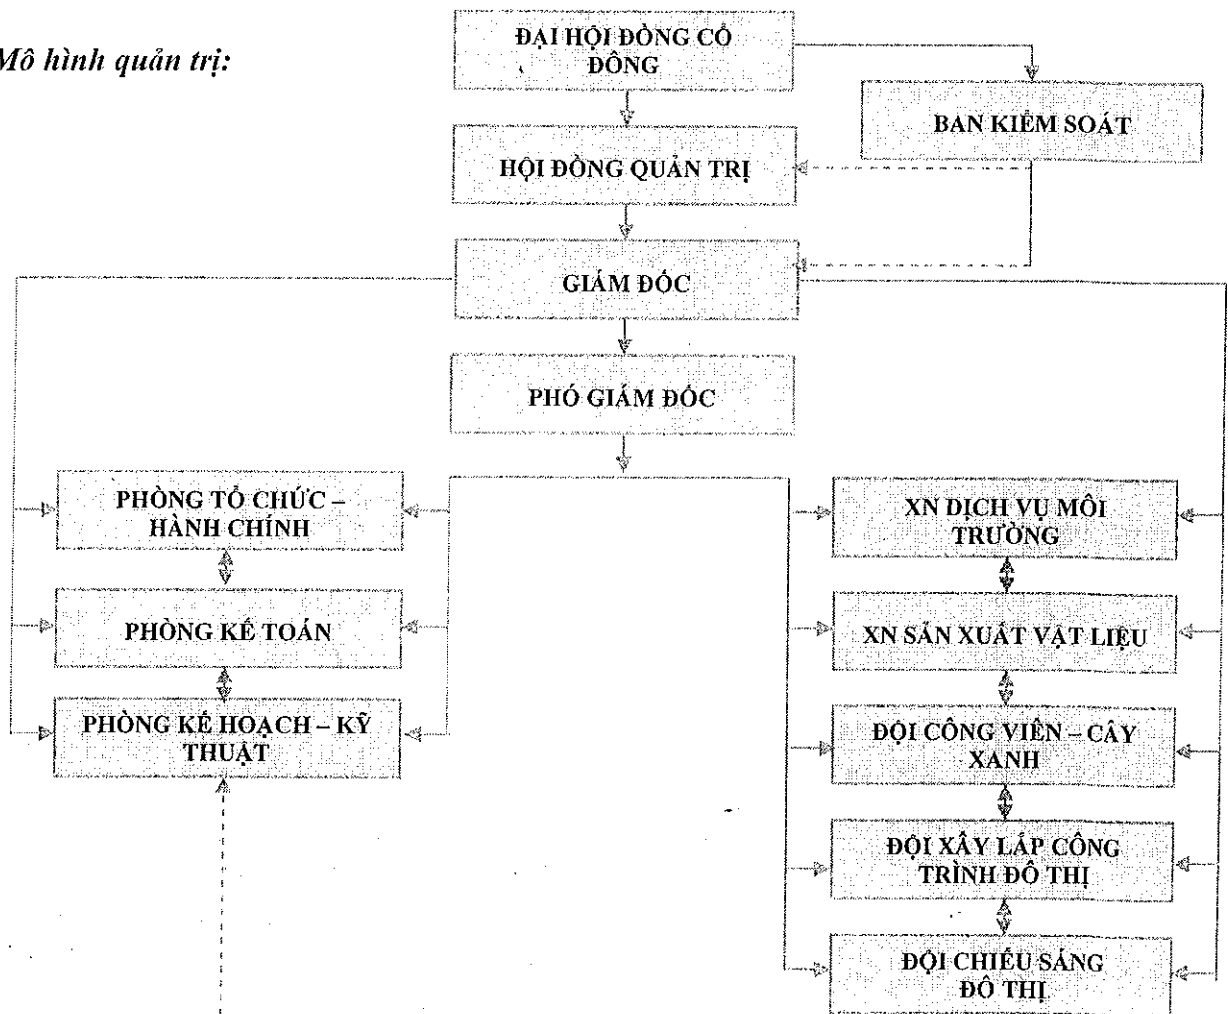 Mô hình quản trị:
ĐẠI HỘI ĐỒNG CỔ
ĐÔNG
BAN KIỂM SOÁT
HỘI ĐỒNG QUẢN TRỊ
GIÁM ĐỐC
PHÓ GIÁM ĐỐC
PHÒNG TỔ CHỨC –
HÀNH CHÍNH
PHÒNG KẾ TOÁN
PHÒNG KẾ HOẠCH – KỸ
THUẬT
XN DỊCH VỤ MÔI
TRƯỜNG
XN SẢN XUẤT VẬT LIỆU
ĐỘI CÔNG VIÊN – CÂY
XANH
ĐỘI XÂY LẮP CÔNG
TRÌNH ĐÔ THỊ
ĐỘI CHIẾU SÁNG
ĐÔ THỊ